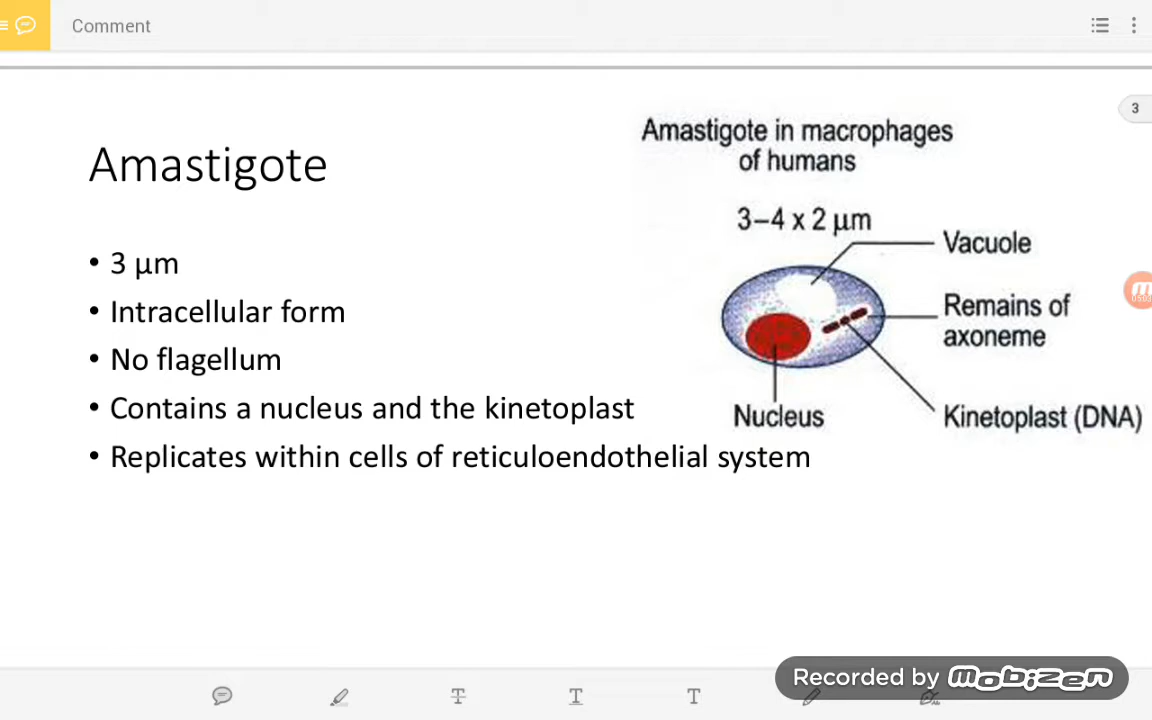 Comment
3
Amastigote
• 3 μm
• Intracellular form
• No flagellum
• Contains a nucleus and the kinetoplast
• Replicates within cells of reticuloendothelial system
Amastigote in macrophages
of humans
3–4 x 2 μm
Vacuole
Remains of
axoneme
Kinetoplast (DNA)
Nucleus
Recorded by mobizen